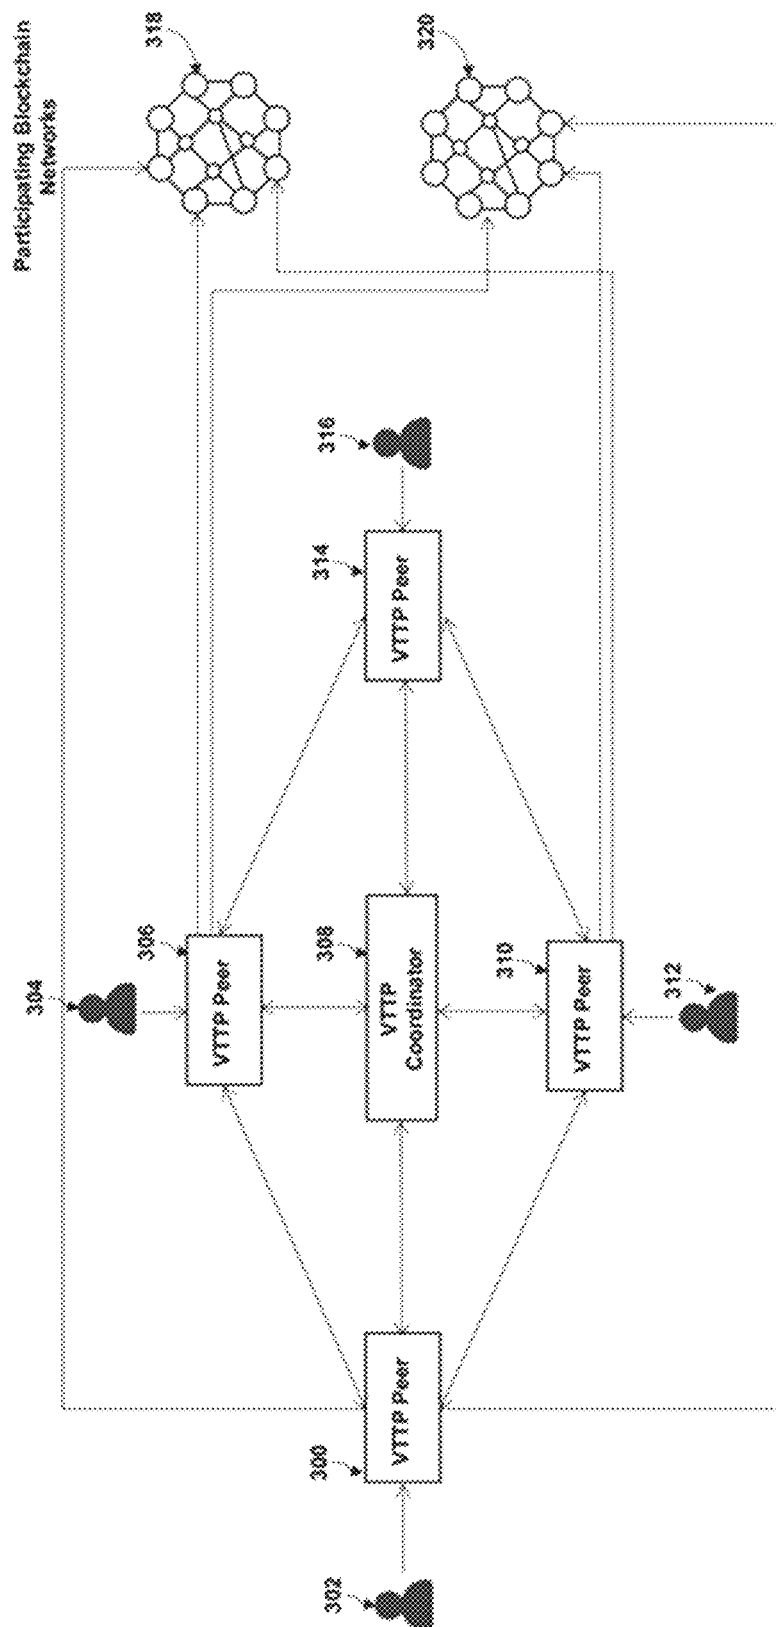 Participating Blockchain
Networks
318
320
304
306
VTTP Peer
308
VTTP
Coordinator
310
VTTP Peer
312
314
VTTP Peer
316
300
VTTP Peer
302